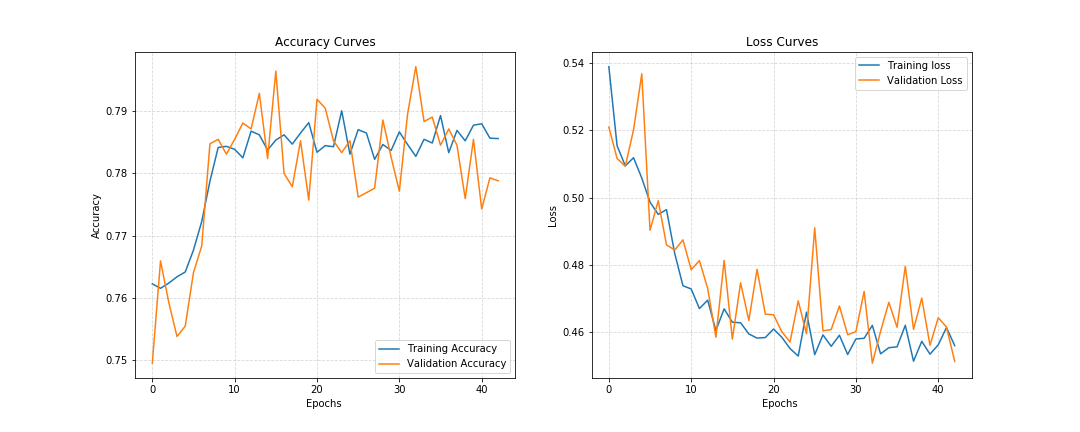 Accuracy Curves
Accuracy
0.79
0.78
0.77
0.76
0.75
0 10 20 30 40
Epochs
Training Accuracy
Validation Accuracy
Loss Curves
Loss
0.54
0.52
0.50
0.48
0.46
0 10 20 30 40
Epochs
Training loss
Validation Loss